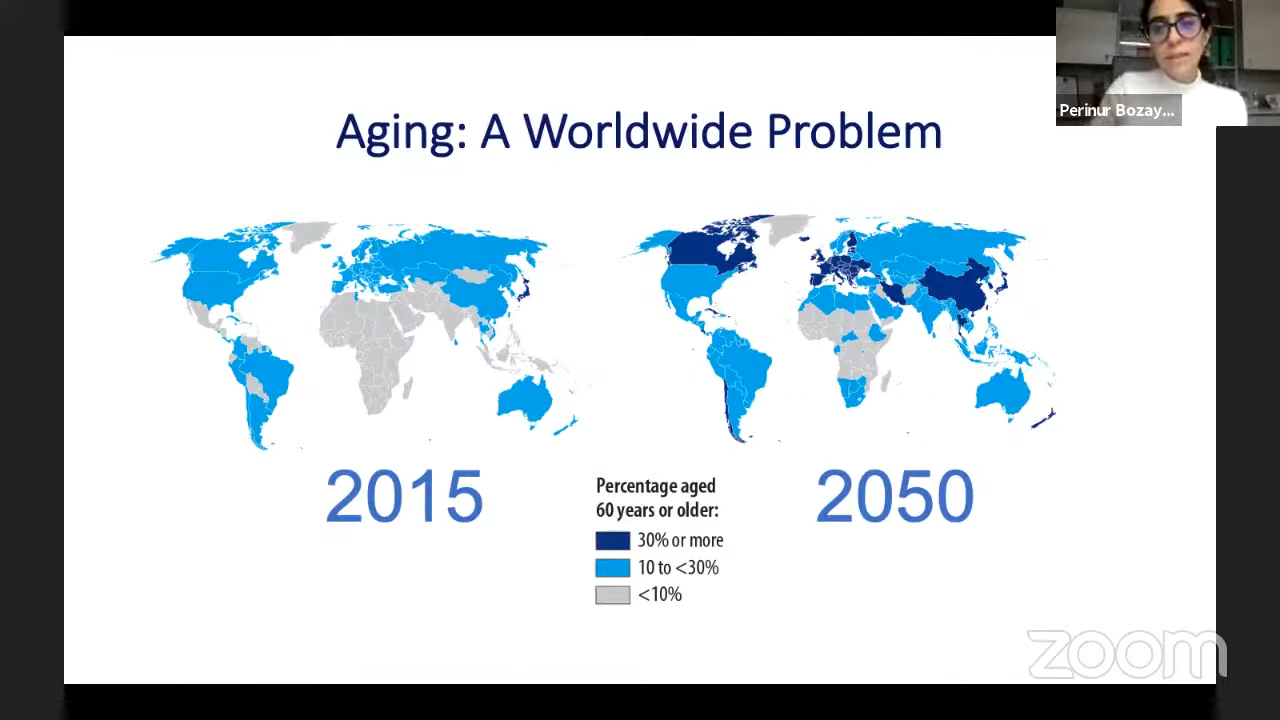 Perinur Bozay...
Aging: A Worldwide Problem
2015
2050
Percentage aged
60 years or older:
30% or more
10 to <30%
<10%
zoom